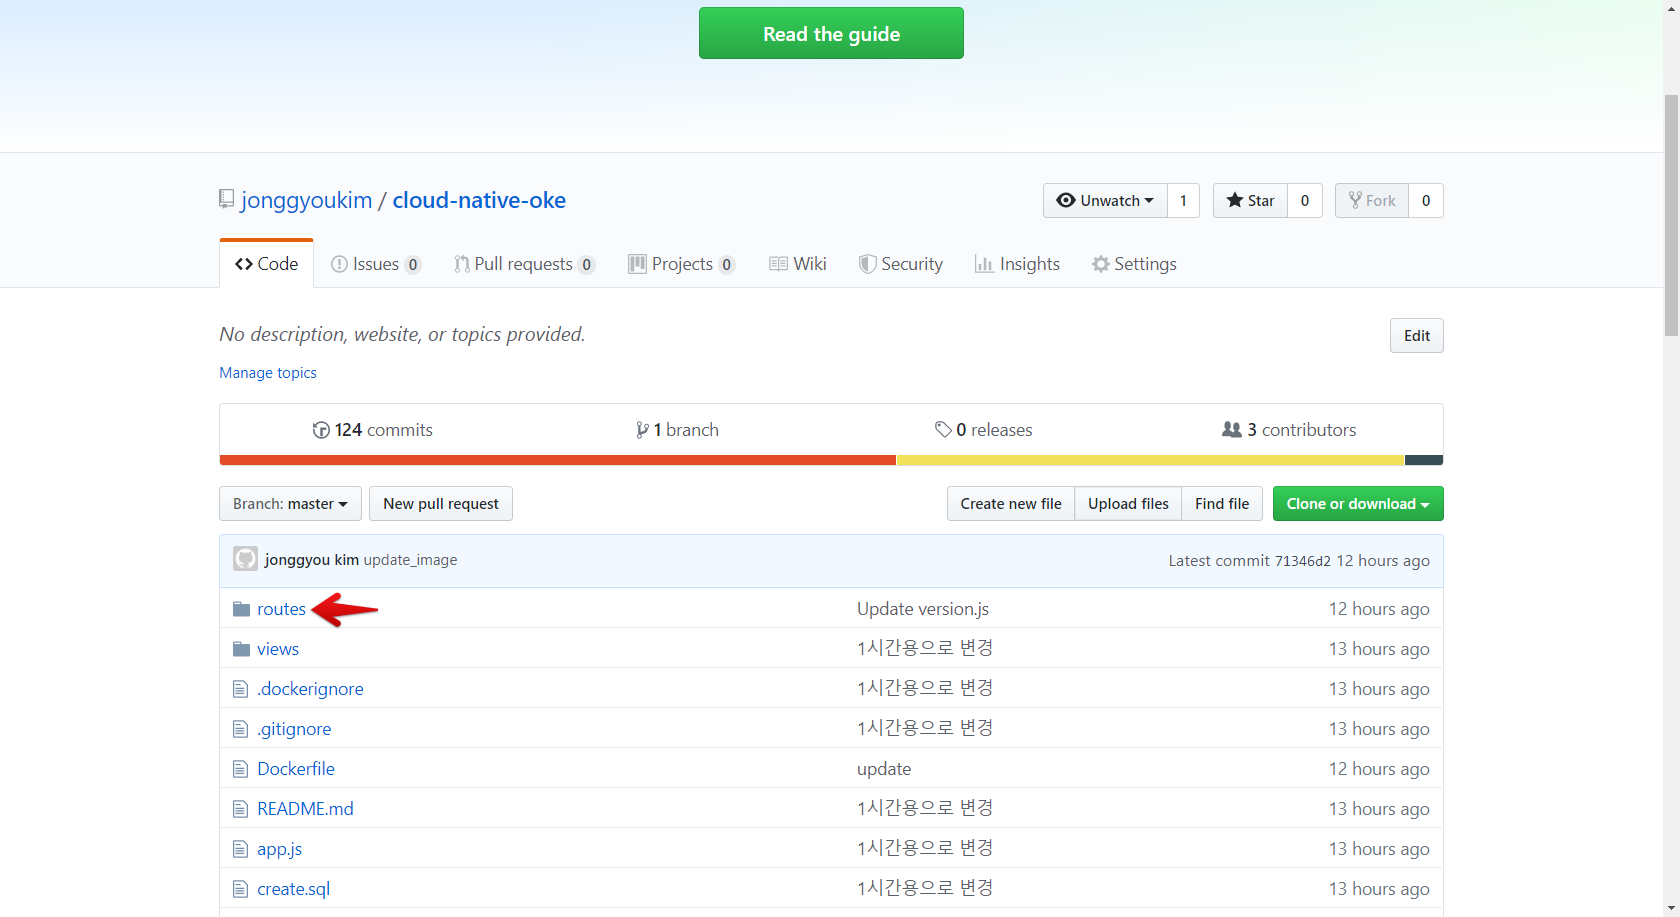 Read the guide
jonggyoukim / cloud-native-oke
Unwatch 1 Star 0 Fork 0
Code Issues 0 Pull requests 0 Projects 0 Wiki Security Insights Settings
No description, website, or topics provided. Edit
Manage topics
124 commits 1 branch 0 releases 3 contributors
Branch: master New pull request Create new file Upload files Find file Clone or download
jonggyou kim update_image Latest commit 71346d2 12 hours ago
routes Update version.js 12 hours ago
views 1시간용으로 변경 13 hours ago
.dockerignore 1시간용으로 변경 13 hours ago
.gitignore 1시간용으로 변경 13 hours ago
Dockerfile update 12 hours ago
README.md 1시간용으로 변경 13 hours ago
app.js 1시간용으로 변경 13 hours ago
create.sql 1시간용으로 변경 13 hours ago